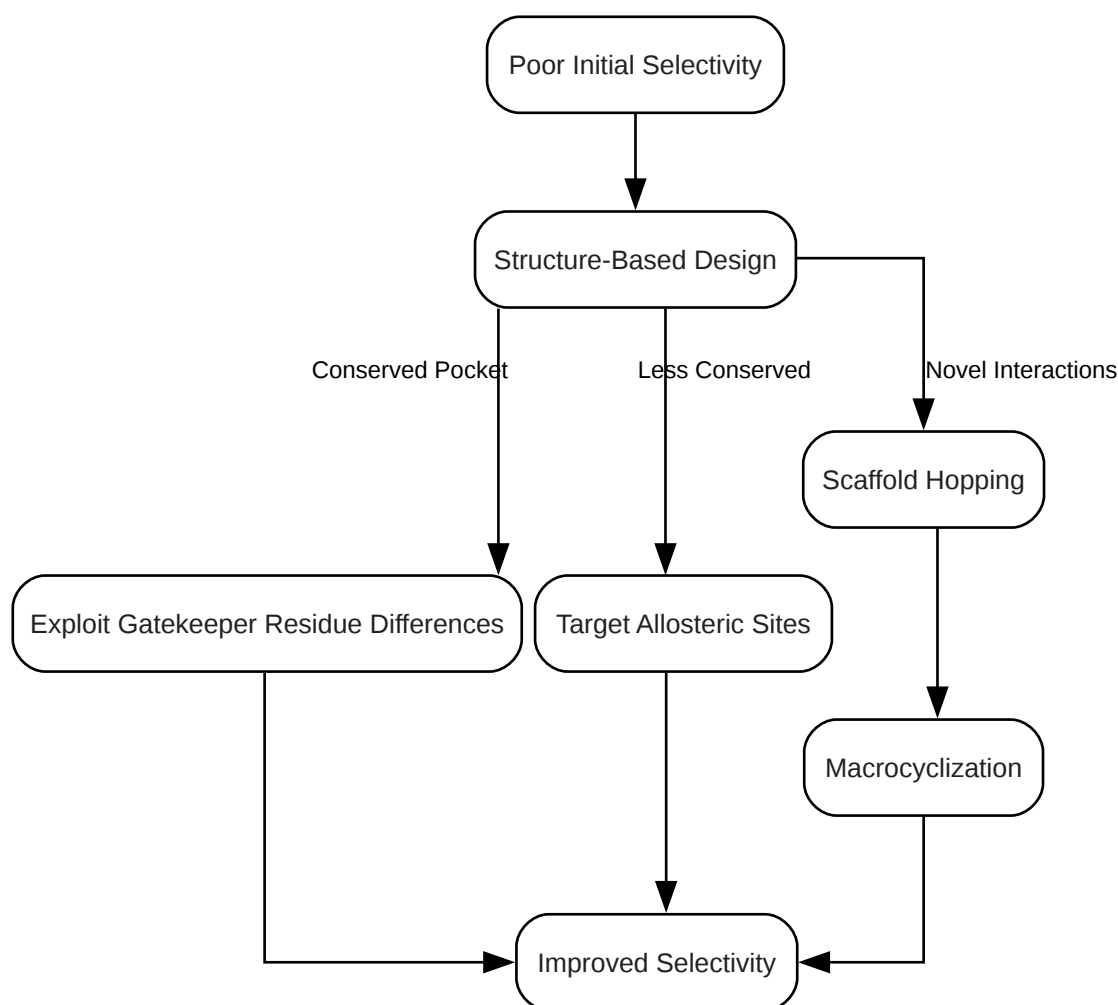 Poor Initial Selectivity
Structure-Based Design
Conserved Pocket
Less Conserved
Novel Interactions
Scaffold Hopping
Exploit Gatekeeper Residue Differences
Target Allosteric Sites
Macrocyclization
Improved Selectivity